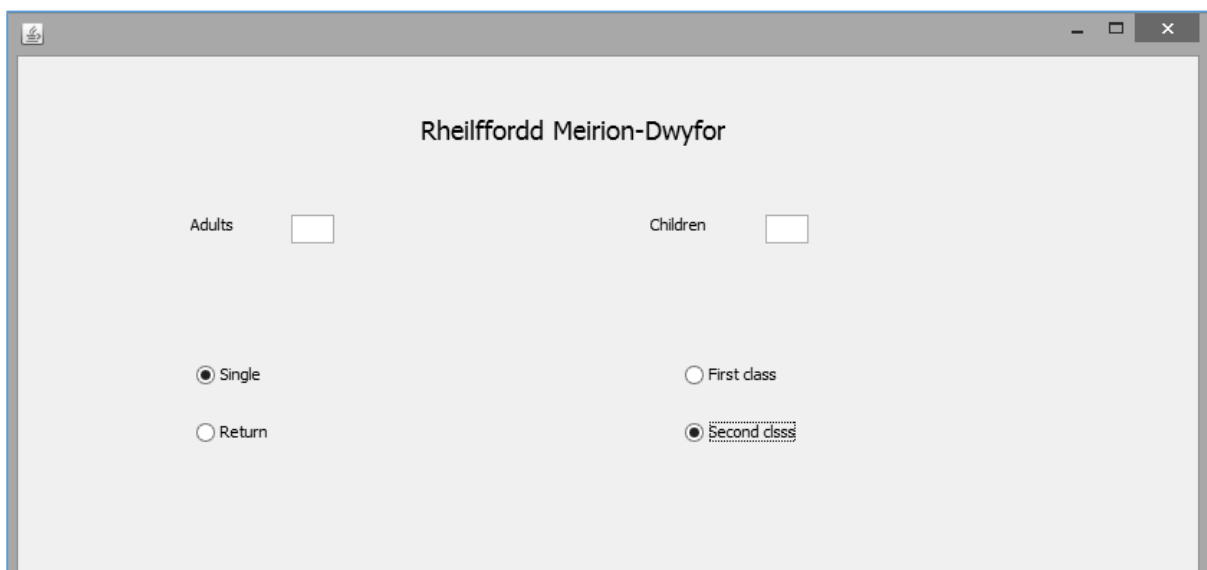 Rheilffordd Meirion-Dwyfor
Adults Children
Single First class
Return Second clsss